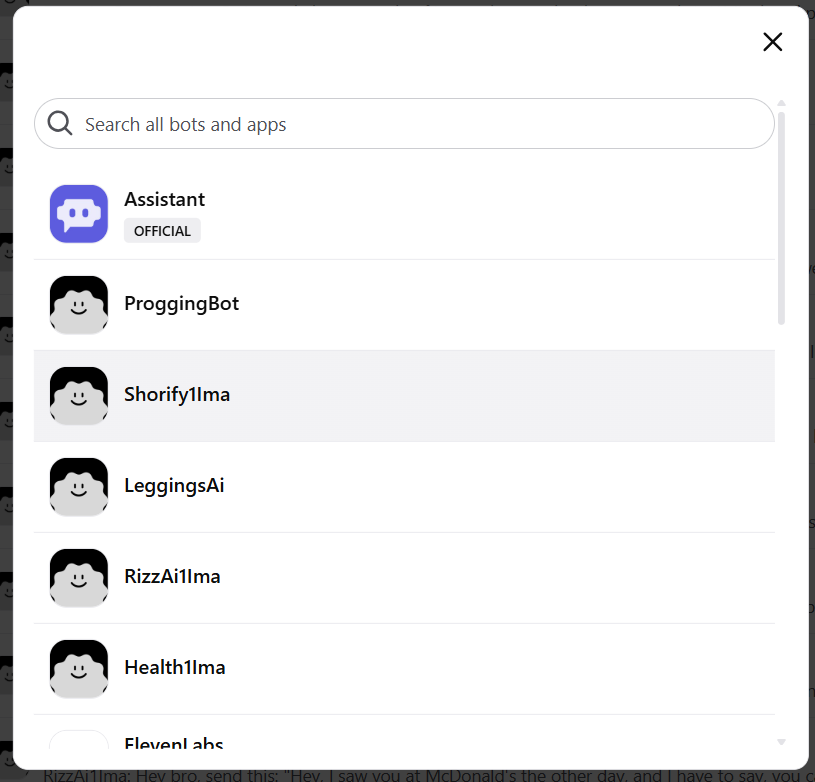 Search all bots and apps
Assistant
OFFICIAL
ProggingBot
Shorify1Ima
LeggingsAi
RizzAi1Ima
Health1Ima
ElevenLabs
RizzAi1Ima: Hey bro, send this: "Hey, I saw you at McDonald's the other day, and I have to say, you c